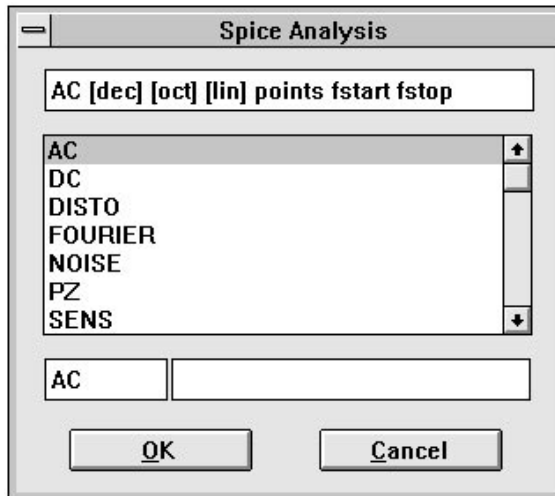 Spice Analysis
AC [dec] [oct] [lin] points fstart fstop
AC
DC
DISTO
FOURIER
NOISE
PZ
SENS
AC
OK
Cancel